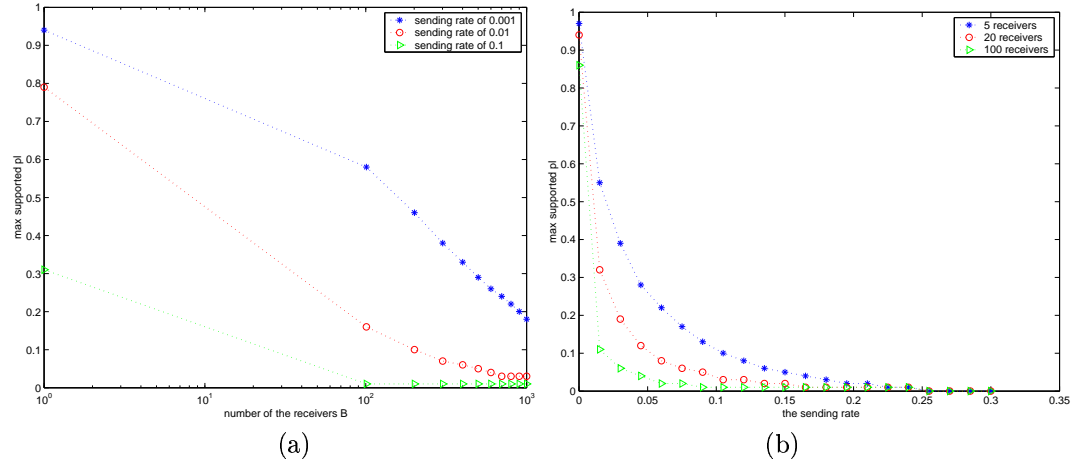 1
0.9
0.8
0.7
0.6
0.5
0.4
0.3
0.2
0.1
0
max supported pl
10^0
10^1
10^2
10^3
number of the receivers B
sending rate of 0.001
sending rate of 0.01
sending rate of 0.1
(a)
1
0.9
0.8
0.7
0.6
0.5
0.4
0.3
0.2
0.1
0
max supported pl
0
0.05
0.1
0.15
0.2
0.25
0.3
0.35
the sending rate
5 receivers
20 receivers
100 receivers
(b)